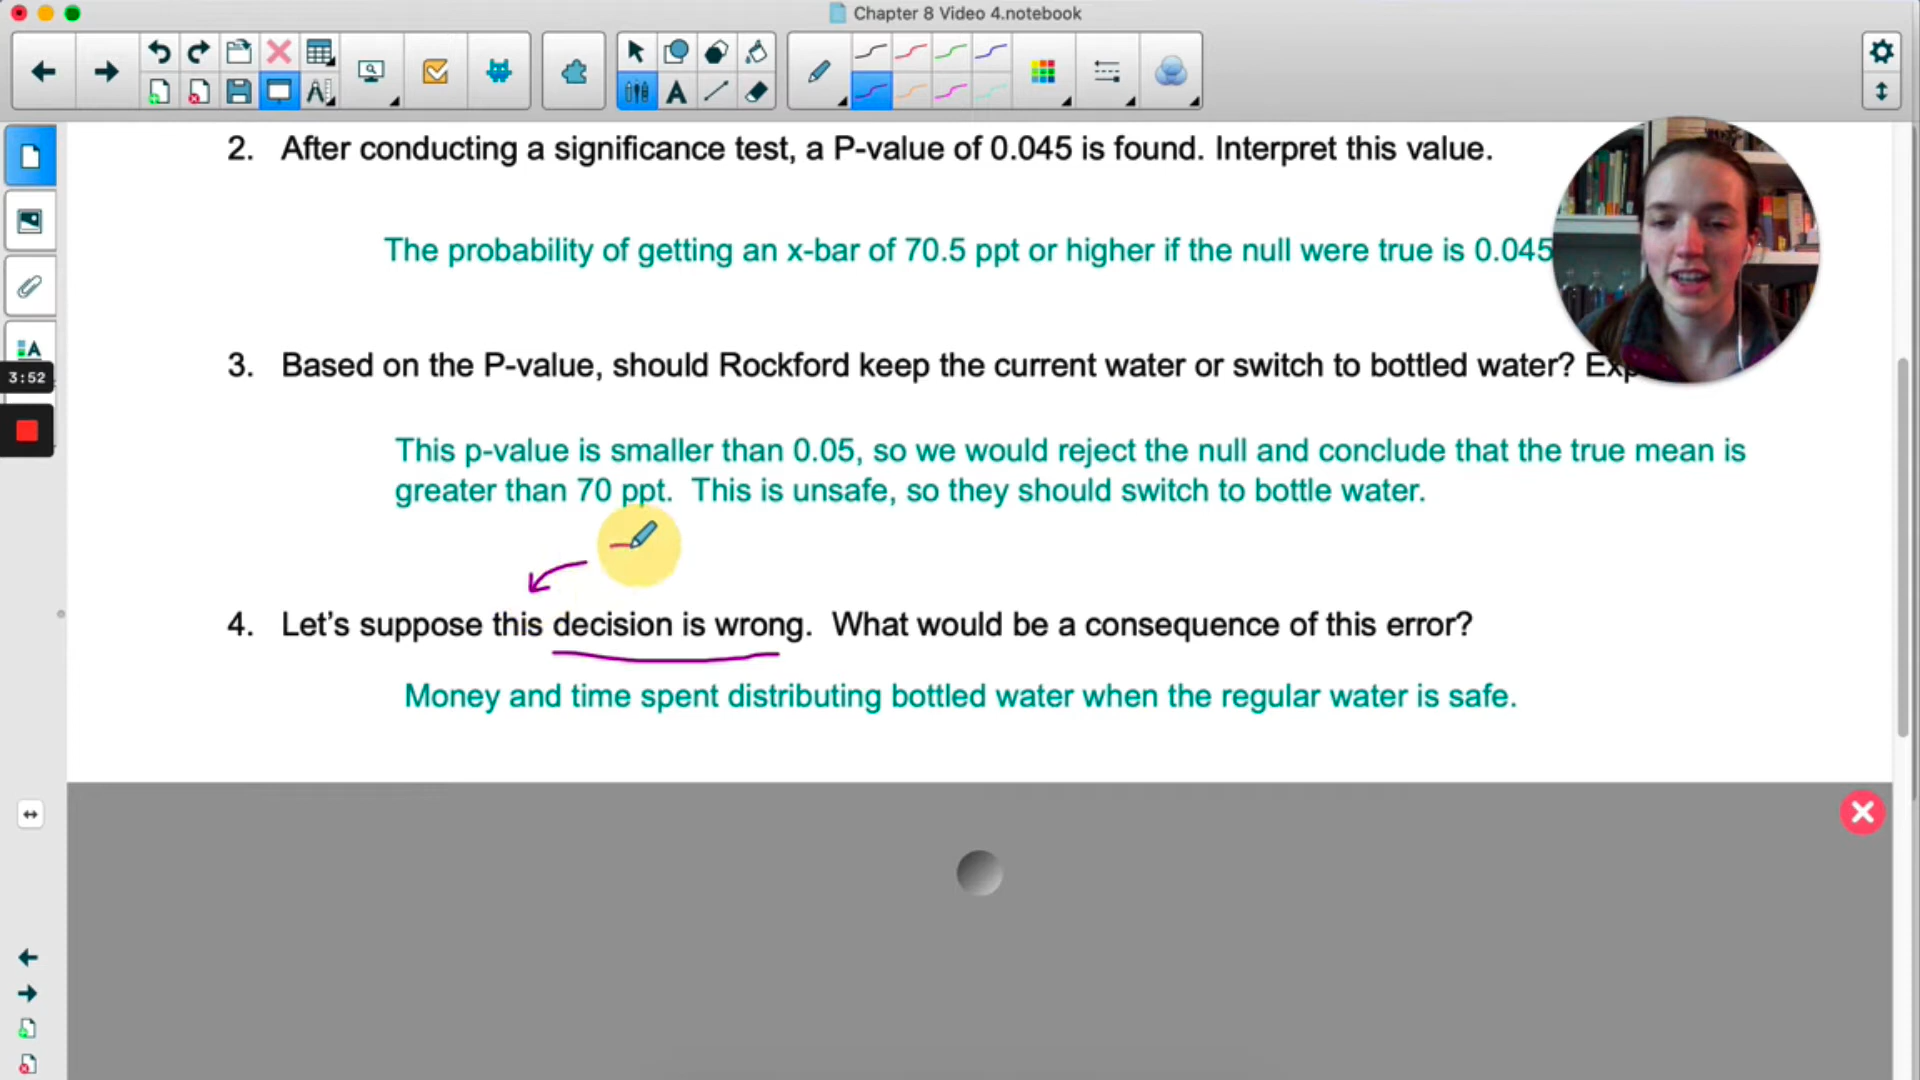 Chapter 8 Video 4.notebook
2. After conducting a significance test, a P-value of 0.045 is found. Interpret this value.
The probability of getting an x-bar of 70.5 ppt or higher if the null were true is 0.045
3. Based on the P-value, should Rockford keep the current water or switch to bottled water?
3:52
This p-value is smaller than 0.05, so we would reject the null and conclude that the true mean is
greater than 70 ppt. This is unsafe, so they should switch to bottle water.
4. Let's suppose this decision is wrong. What would be a consequence of this error?
Money and time spent distributing bottled water when the regular water is safe.